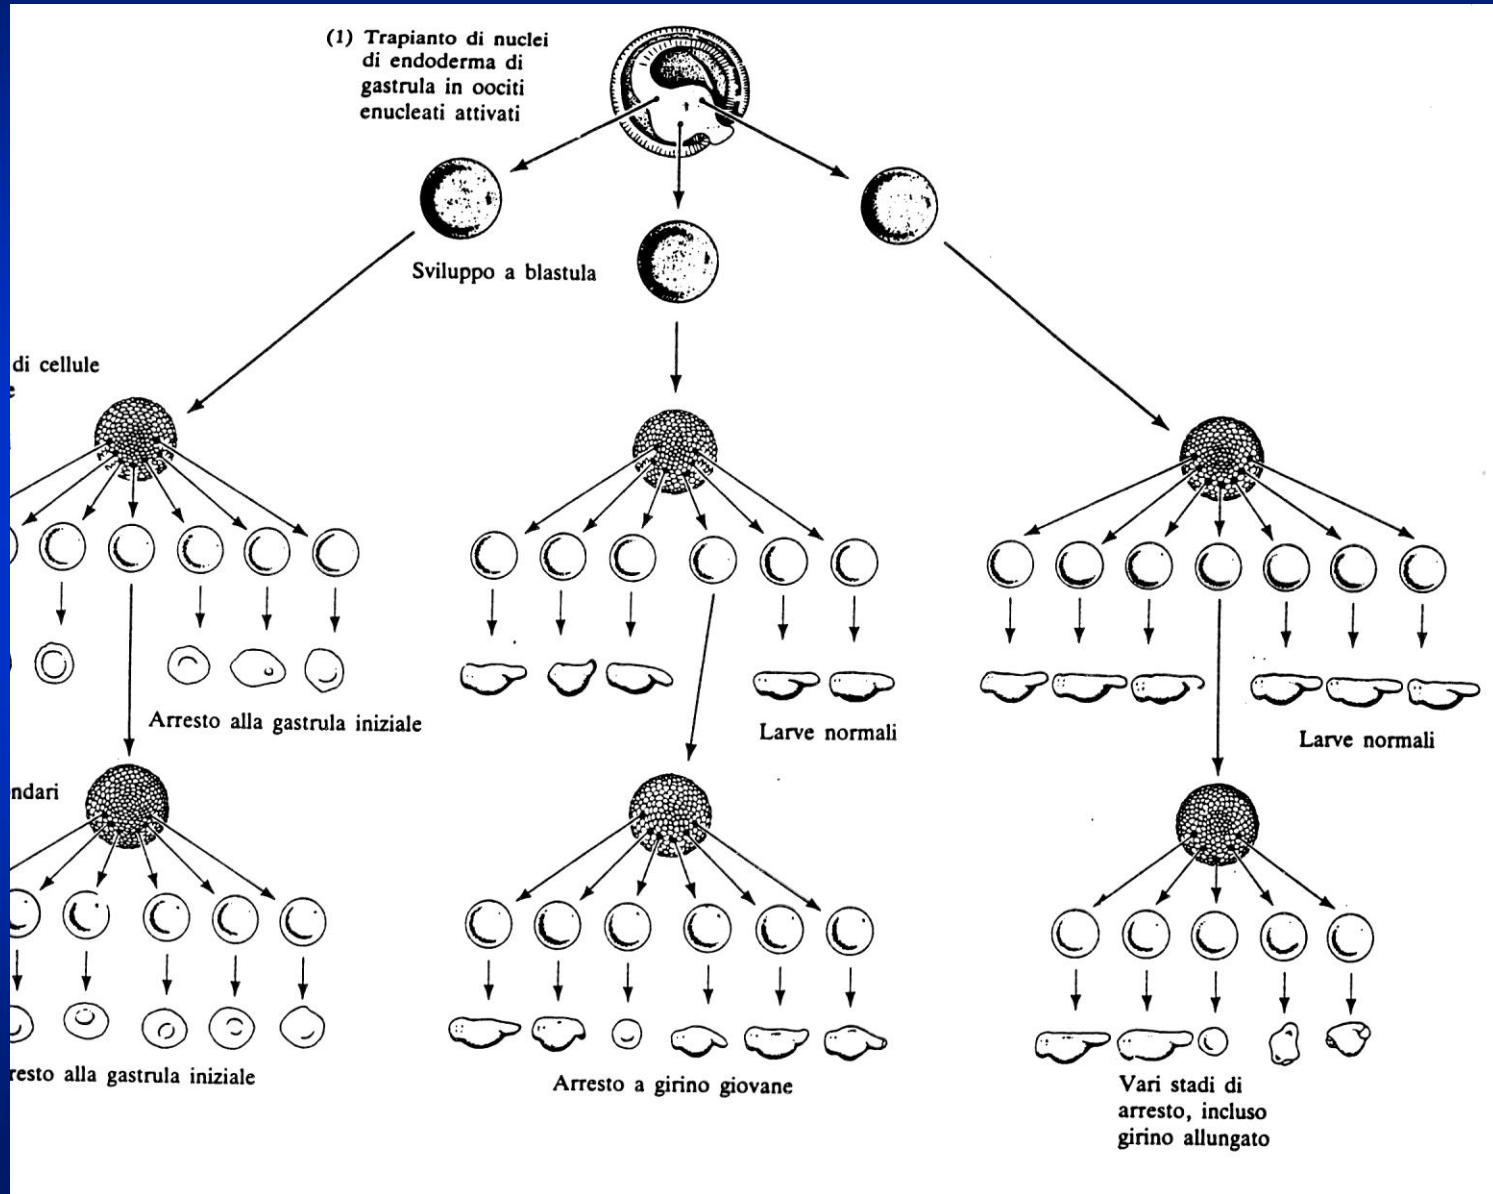 (1) Trapianto di nuclei
di endoderma di
gastrula in oociti
enucleati attivati
Sviluppo a blastula
di cellule
Arresto alla gastrula iniziale
Larve normali
Larve normali
ndari
resto alla gastrula iniziale
Arresto a girino giovane
Vari stadi di
arresto, incluso
girino allungato